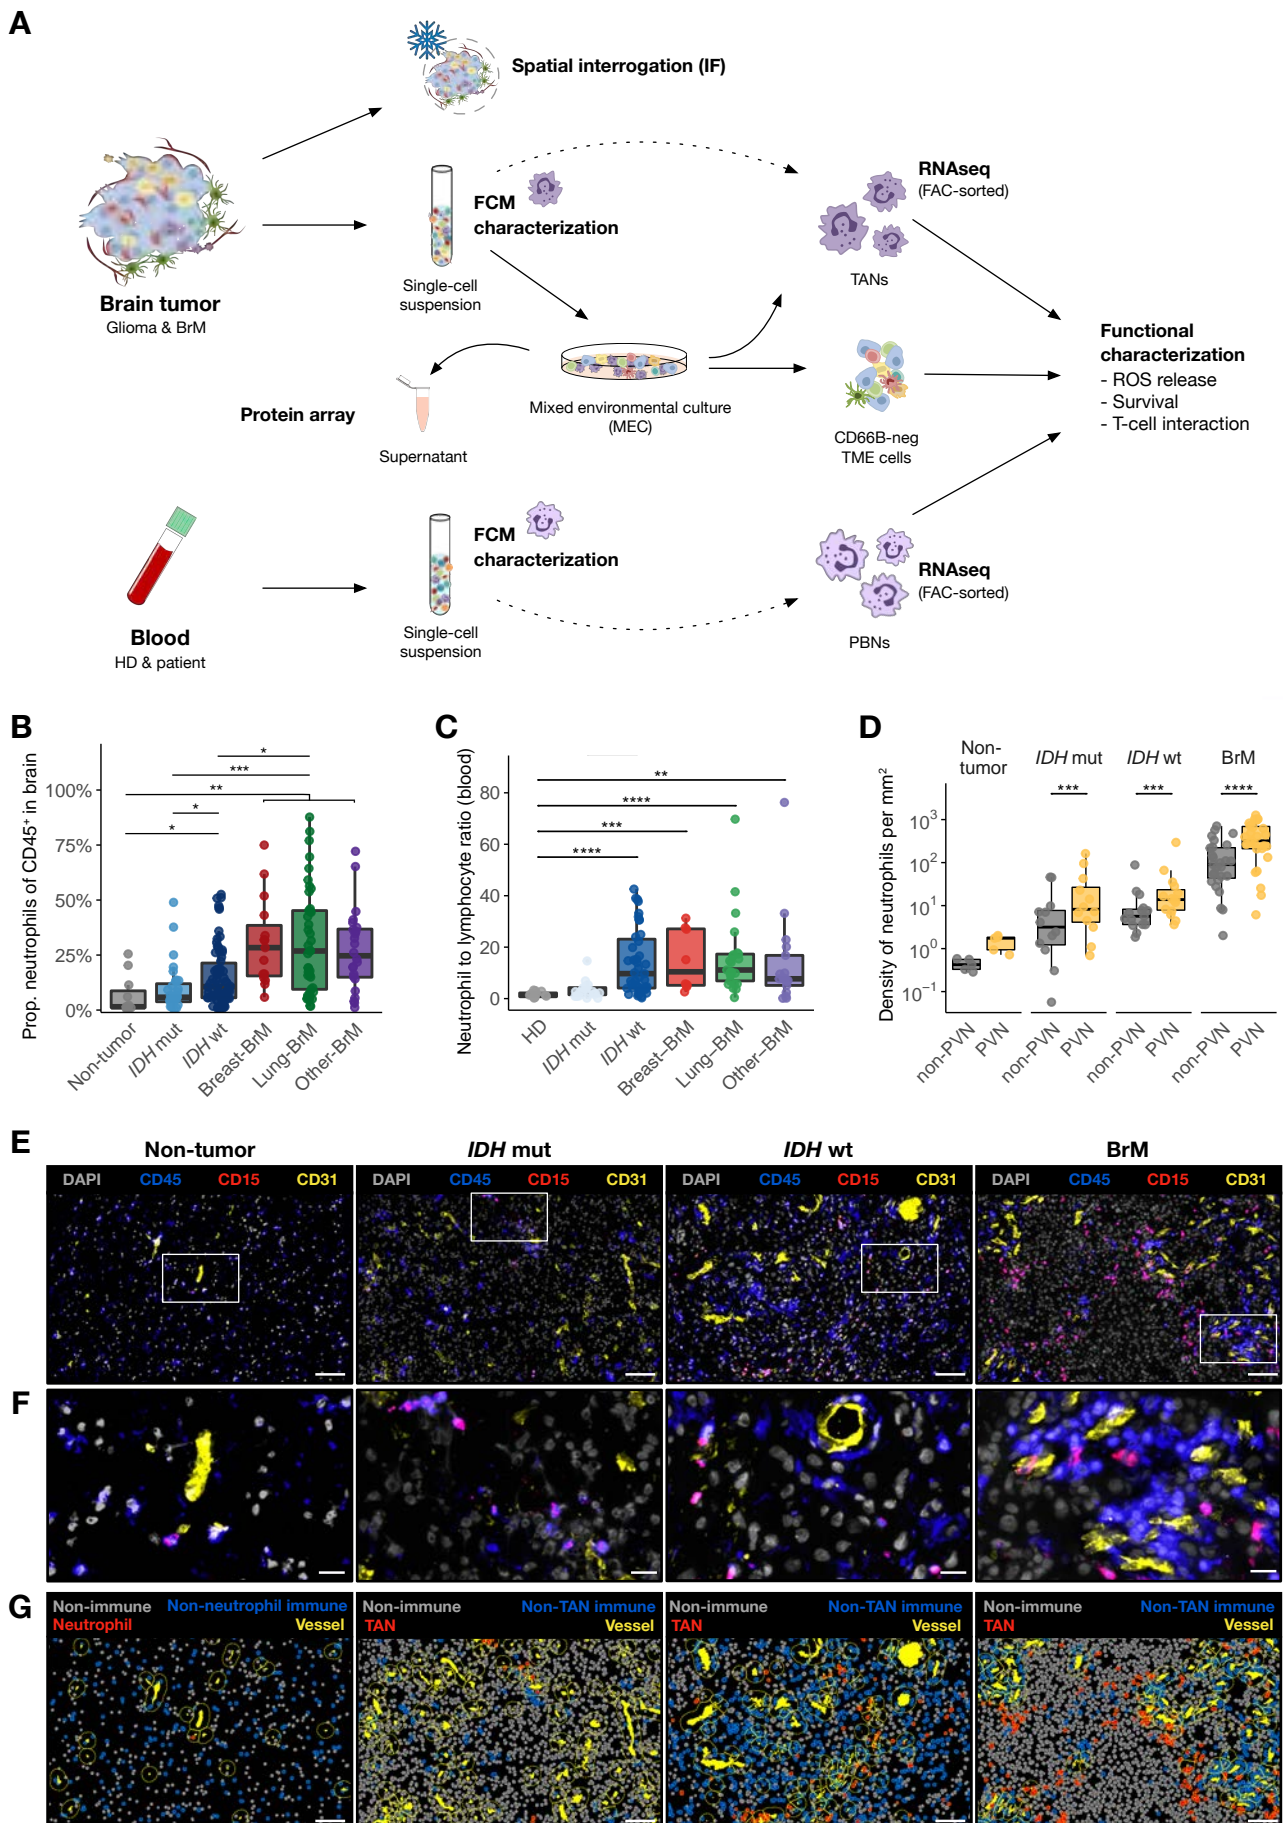 A
Spatial interrogation (IF)
FCM
characterization
RNAseq
(FAC-sorted)
TANs
Single-cell
suspension
Brain tumor
Glioma & BrM
Functional
characterization
- ROS release
- Survival
- T-cell interaction
Protein array
Supernatant
Mixed environmental culture
(MEC)
CD66B-neg
TME cells
FCM
characterization
RNAseq
(FAC-sorted)
Blood
HD & patient
Single-cell
suspension
PBNs
B
Prop. neutrophils of CD45⁺ in brain
100%
75%
50%
25%
0%
*
***
**
*
*
Non-tumor
IDH mut
IDH wt
Breast-BrM
Lung-BrM
Other-BrM
C
Neutrophil to lymphocyte ratio (blood)
80
60
40
20
0
**
****
***
****
HD
IDH mut
IDH wt
Breast–BrM
Lung–BrM
Other–BrM
D
Density of neutrophils per mm²
Non-
tumor
IDH mut
IDH wt
BrM
*** *** ****
10³
10²
10¹
10⁰
10⁻¹
non-PVN
PVN
non-PVN
PVN
non-PVN
PVN
non-PVN
PVN
E
Non-tumor
IDH mut
IDH wt
BrM
DAPI CD45 CD15 CD31
DAPI CD45 CD15 CD31
DAPI CD45 CD15 CD31
DAPI CD45 CD15 CD31
F
G
Non-immune Non-neutrophil immune
Neutrophil Vessel
Non-immune Non-TAN immune
TAN Vessel
Non-immune Non-TAN immune
TAN Vessel
Non-immune Non-TAN immune
TAN Vessel